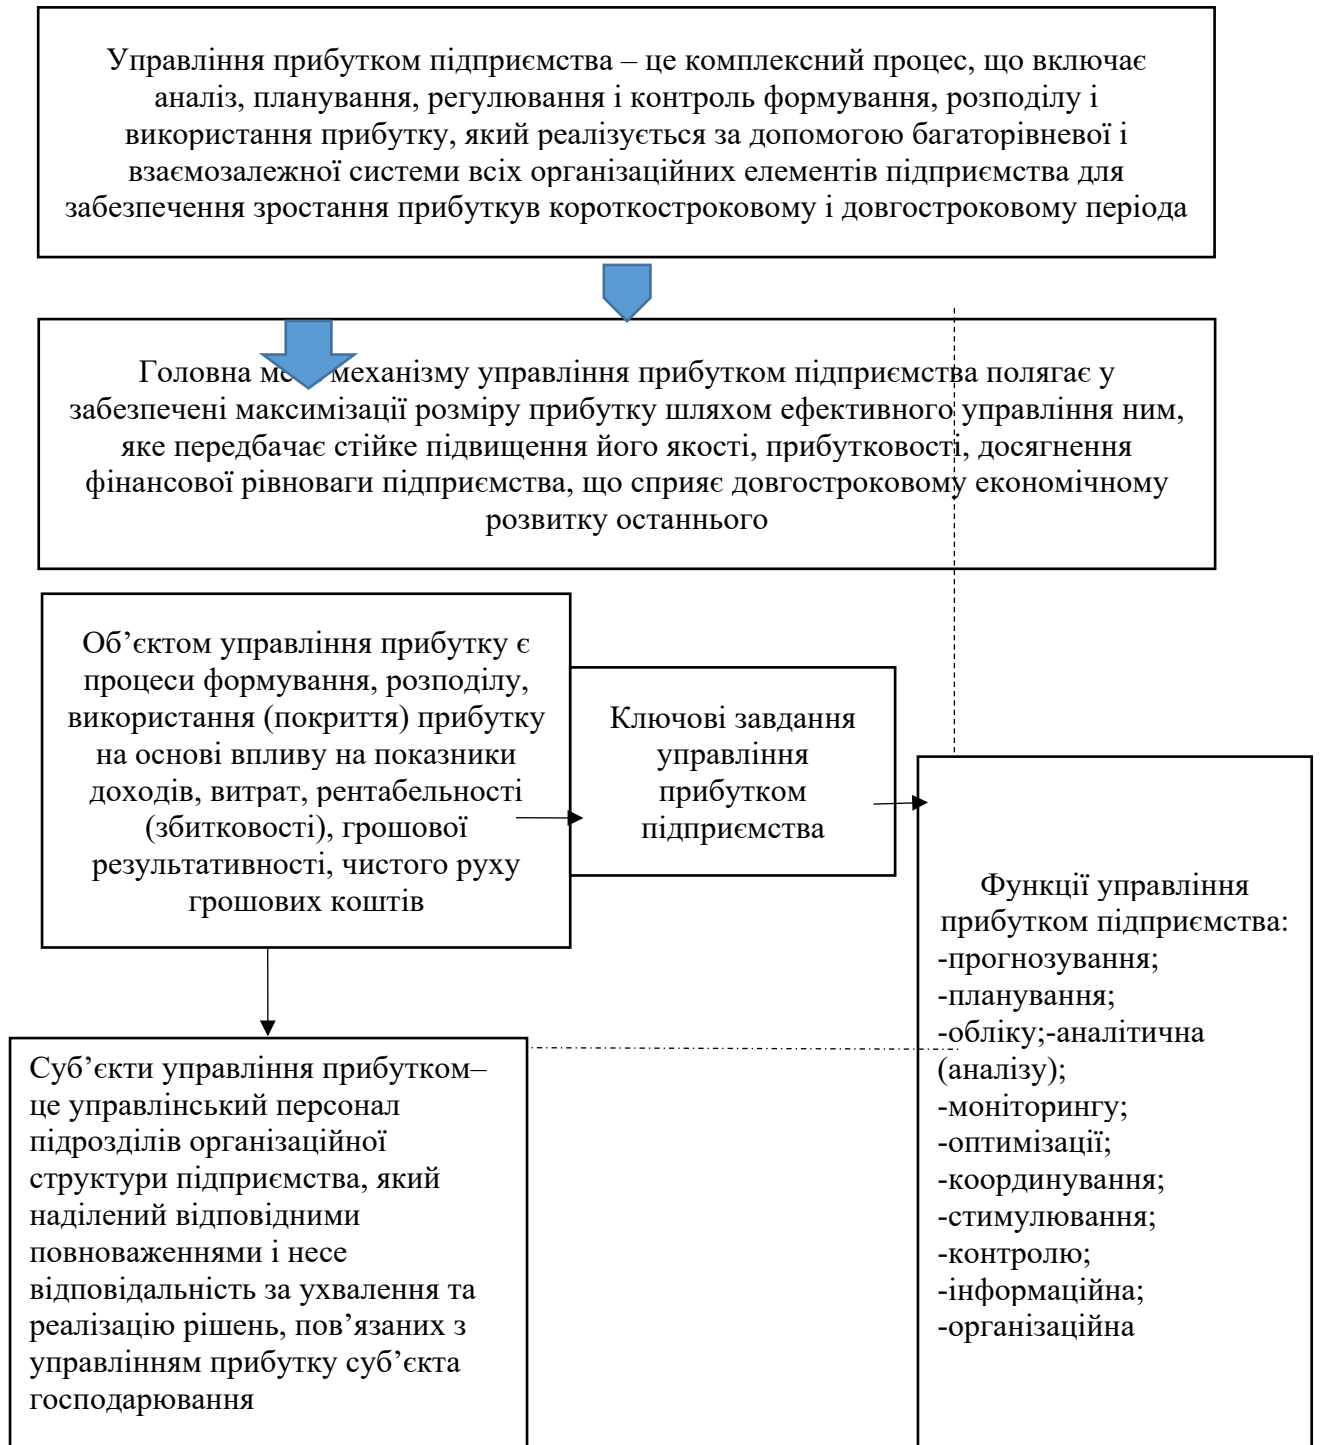 Управління прибутком підприємства – це комплексний процес, що включає
аналіз, планування, регулювання і контроль формування, розподілу і
використання прибутку, який реалізується за допомогою багаторівневої і
взаємозалежної системи всіх організаційних елементів підприємства для
забезпечення зростання прибуткув короткостроковому і довгостроковому періода
Головна механізму управління прибутком підприємства полягає у
забезпечені максимізації розміру прибутку шляхом ефективного управління ним,
яке передбачає стійке підвищення його якості, прибутковості, досягнення
фінансової рівноваги підприємства, що сприяє довгостроковому економічному
розвитку останнього
Об’єктом управління прибутку є
процеси формування, розподілу,
використання (покриття) прибутку
на основі впливу на показники
доходів, витрат, рентабельності
(збитковості), грошової
результативності, чистого руху
грошових коштів
Ключові завдання
управління
прибутком
підприємства
Функції управління
прибутком підприємства:
-прогнозування;
-планування;
-обліку;-аналітична
(аналізу);
-моніторингу;
-оптимізації;
-координування;
-стимулювання;
-контролю;
-інформаційна;
-організаційна
Суб’єкти управління прибутком–
це управлінський персонал
підрозділів організаційної
структури підприємства, який
наділений відповідними
повноваженнями і несе
відповідальність за ухвалення та
реалізацію рішень, пов’язаних з
управлінням прибутку суб’єкта
господарювання